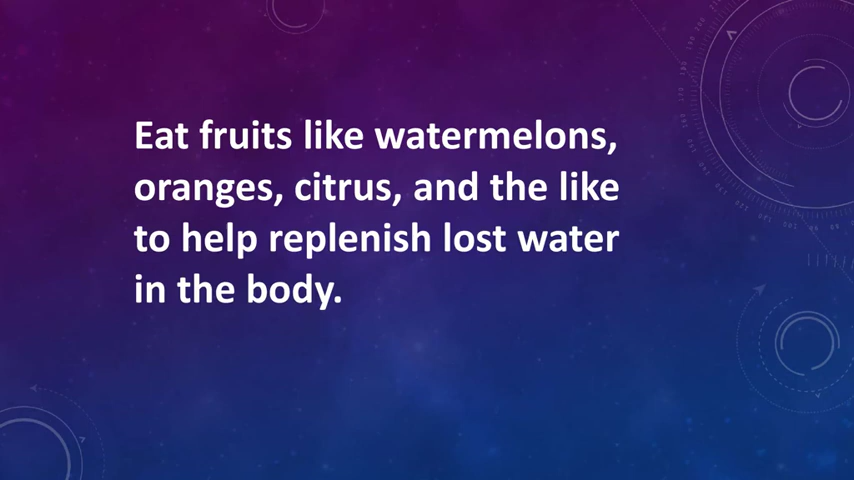 Eat fruits like watermelons,
oranges, citrus, and the like
to help replenish lost water
in the body.